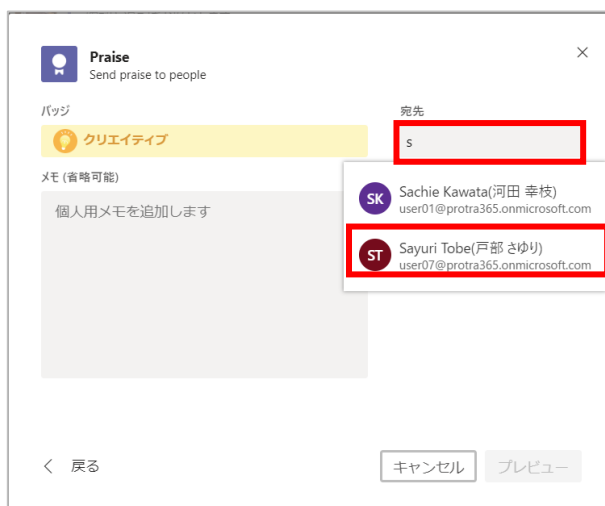 Praise
Send praise to people
バッジ
宛先
クリエイティブ
s
メモ (省略可能)
個人用メモを追加します
SK
Sachie Kawata(河田 幸枝)
user01@protra365.onmicrosoft.com
ST
Sayuri Tobe(戸部 さゆり)
user07@protra365.onmicrosoft.com
戻る
キャンセル
プレビュー